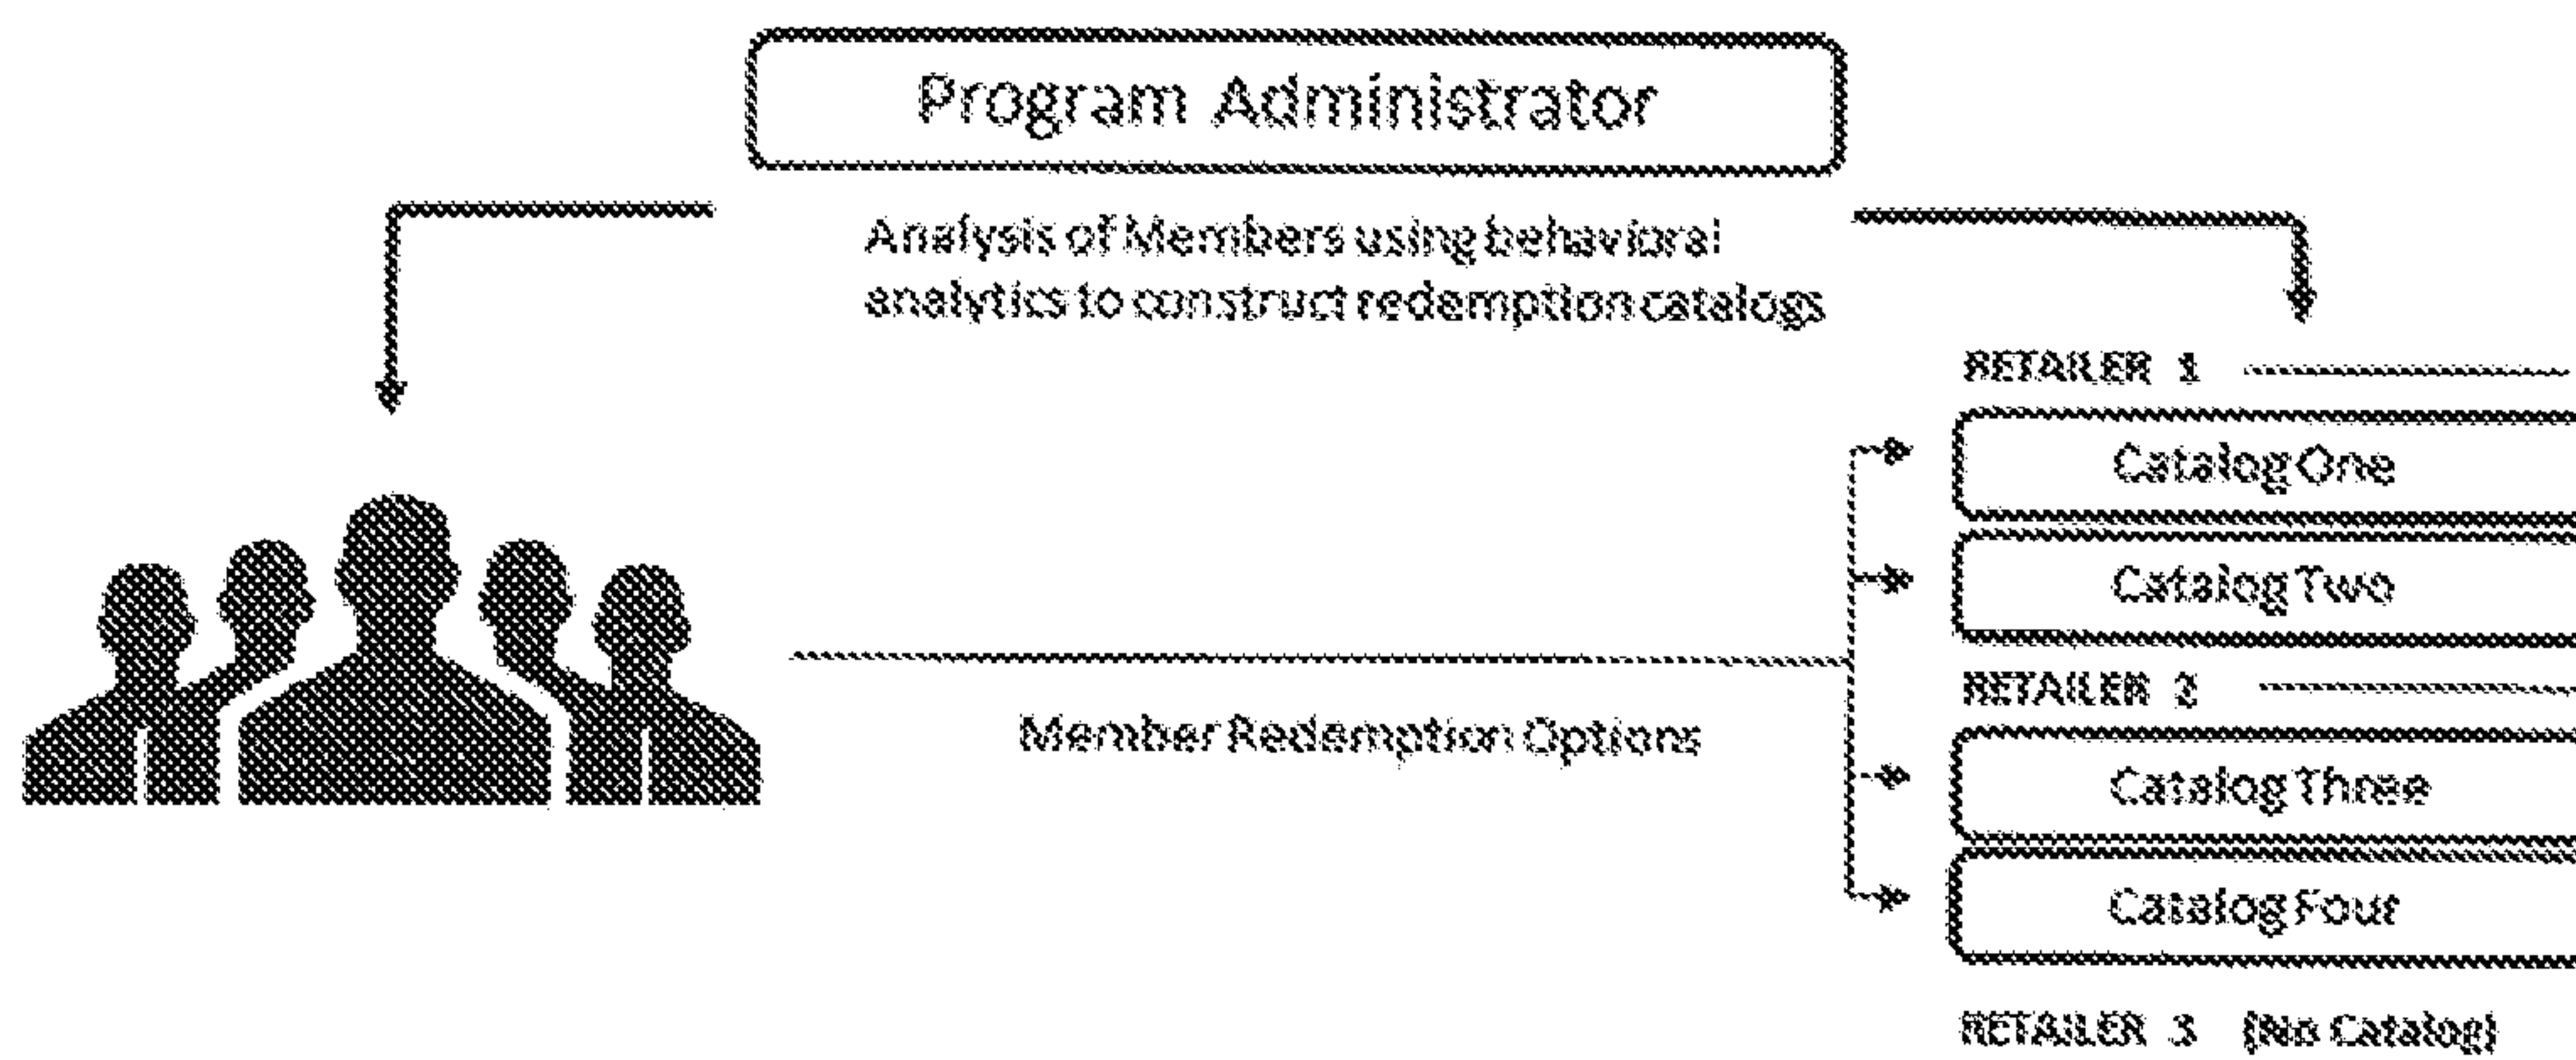 Program Administrator
Analysis of Members using behavioral
analytics to construct redemption catalogs
RETAILER 1
Catalog One
Catalog Two
RETAILER 2
Member Redemption Options
Catalog Three
Catalog Four
RETAILER 3 (No Catalog)